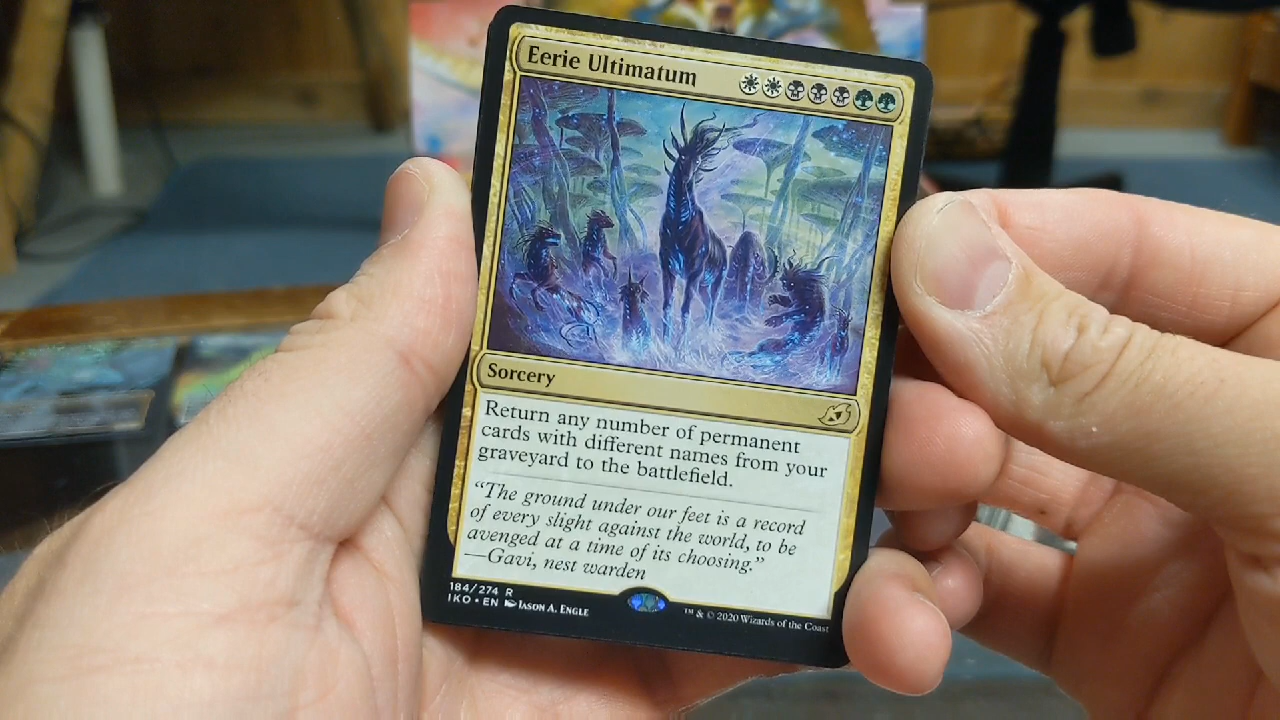 Eerie Ultimatum
Sorcery
Return any number of permanent
cards with different names from your
graveyard to the battlefield.
“The ground under our feet is a record
of every slight against the world, to be
avenged at a time of its choosing.”
—Gavi, nest warden
184/274 R
IKO • EN Jason A. Engle
™ & © 2020 Wizards of the Coast